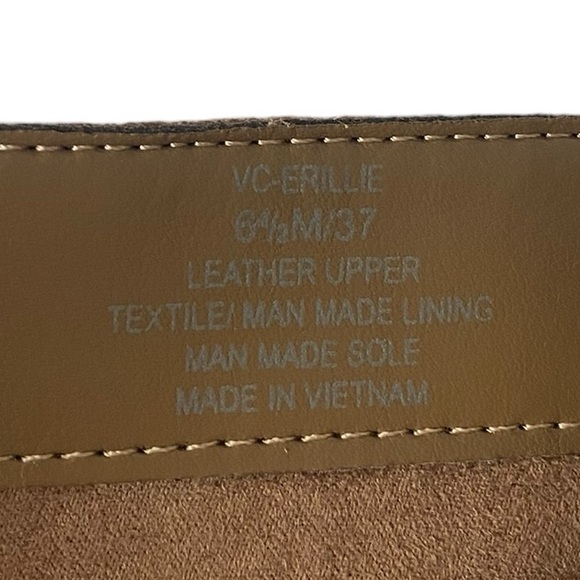 VC-ERILLIE
6½M/37
LEATHER UPPER
TEXTILE/ MAN MADE LINING
MAN MADE SOLE
MADE IN VIETNAM